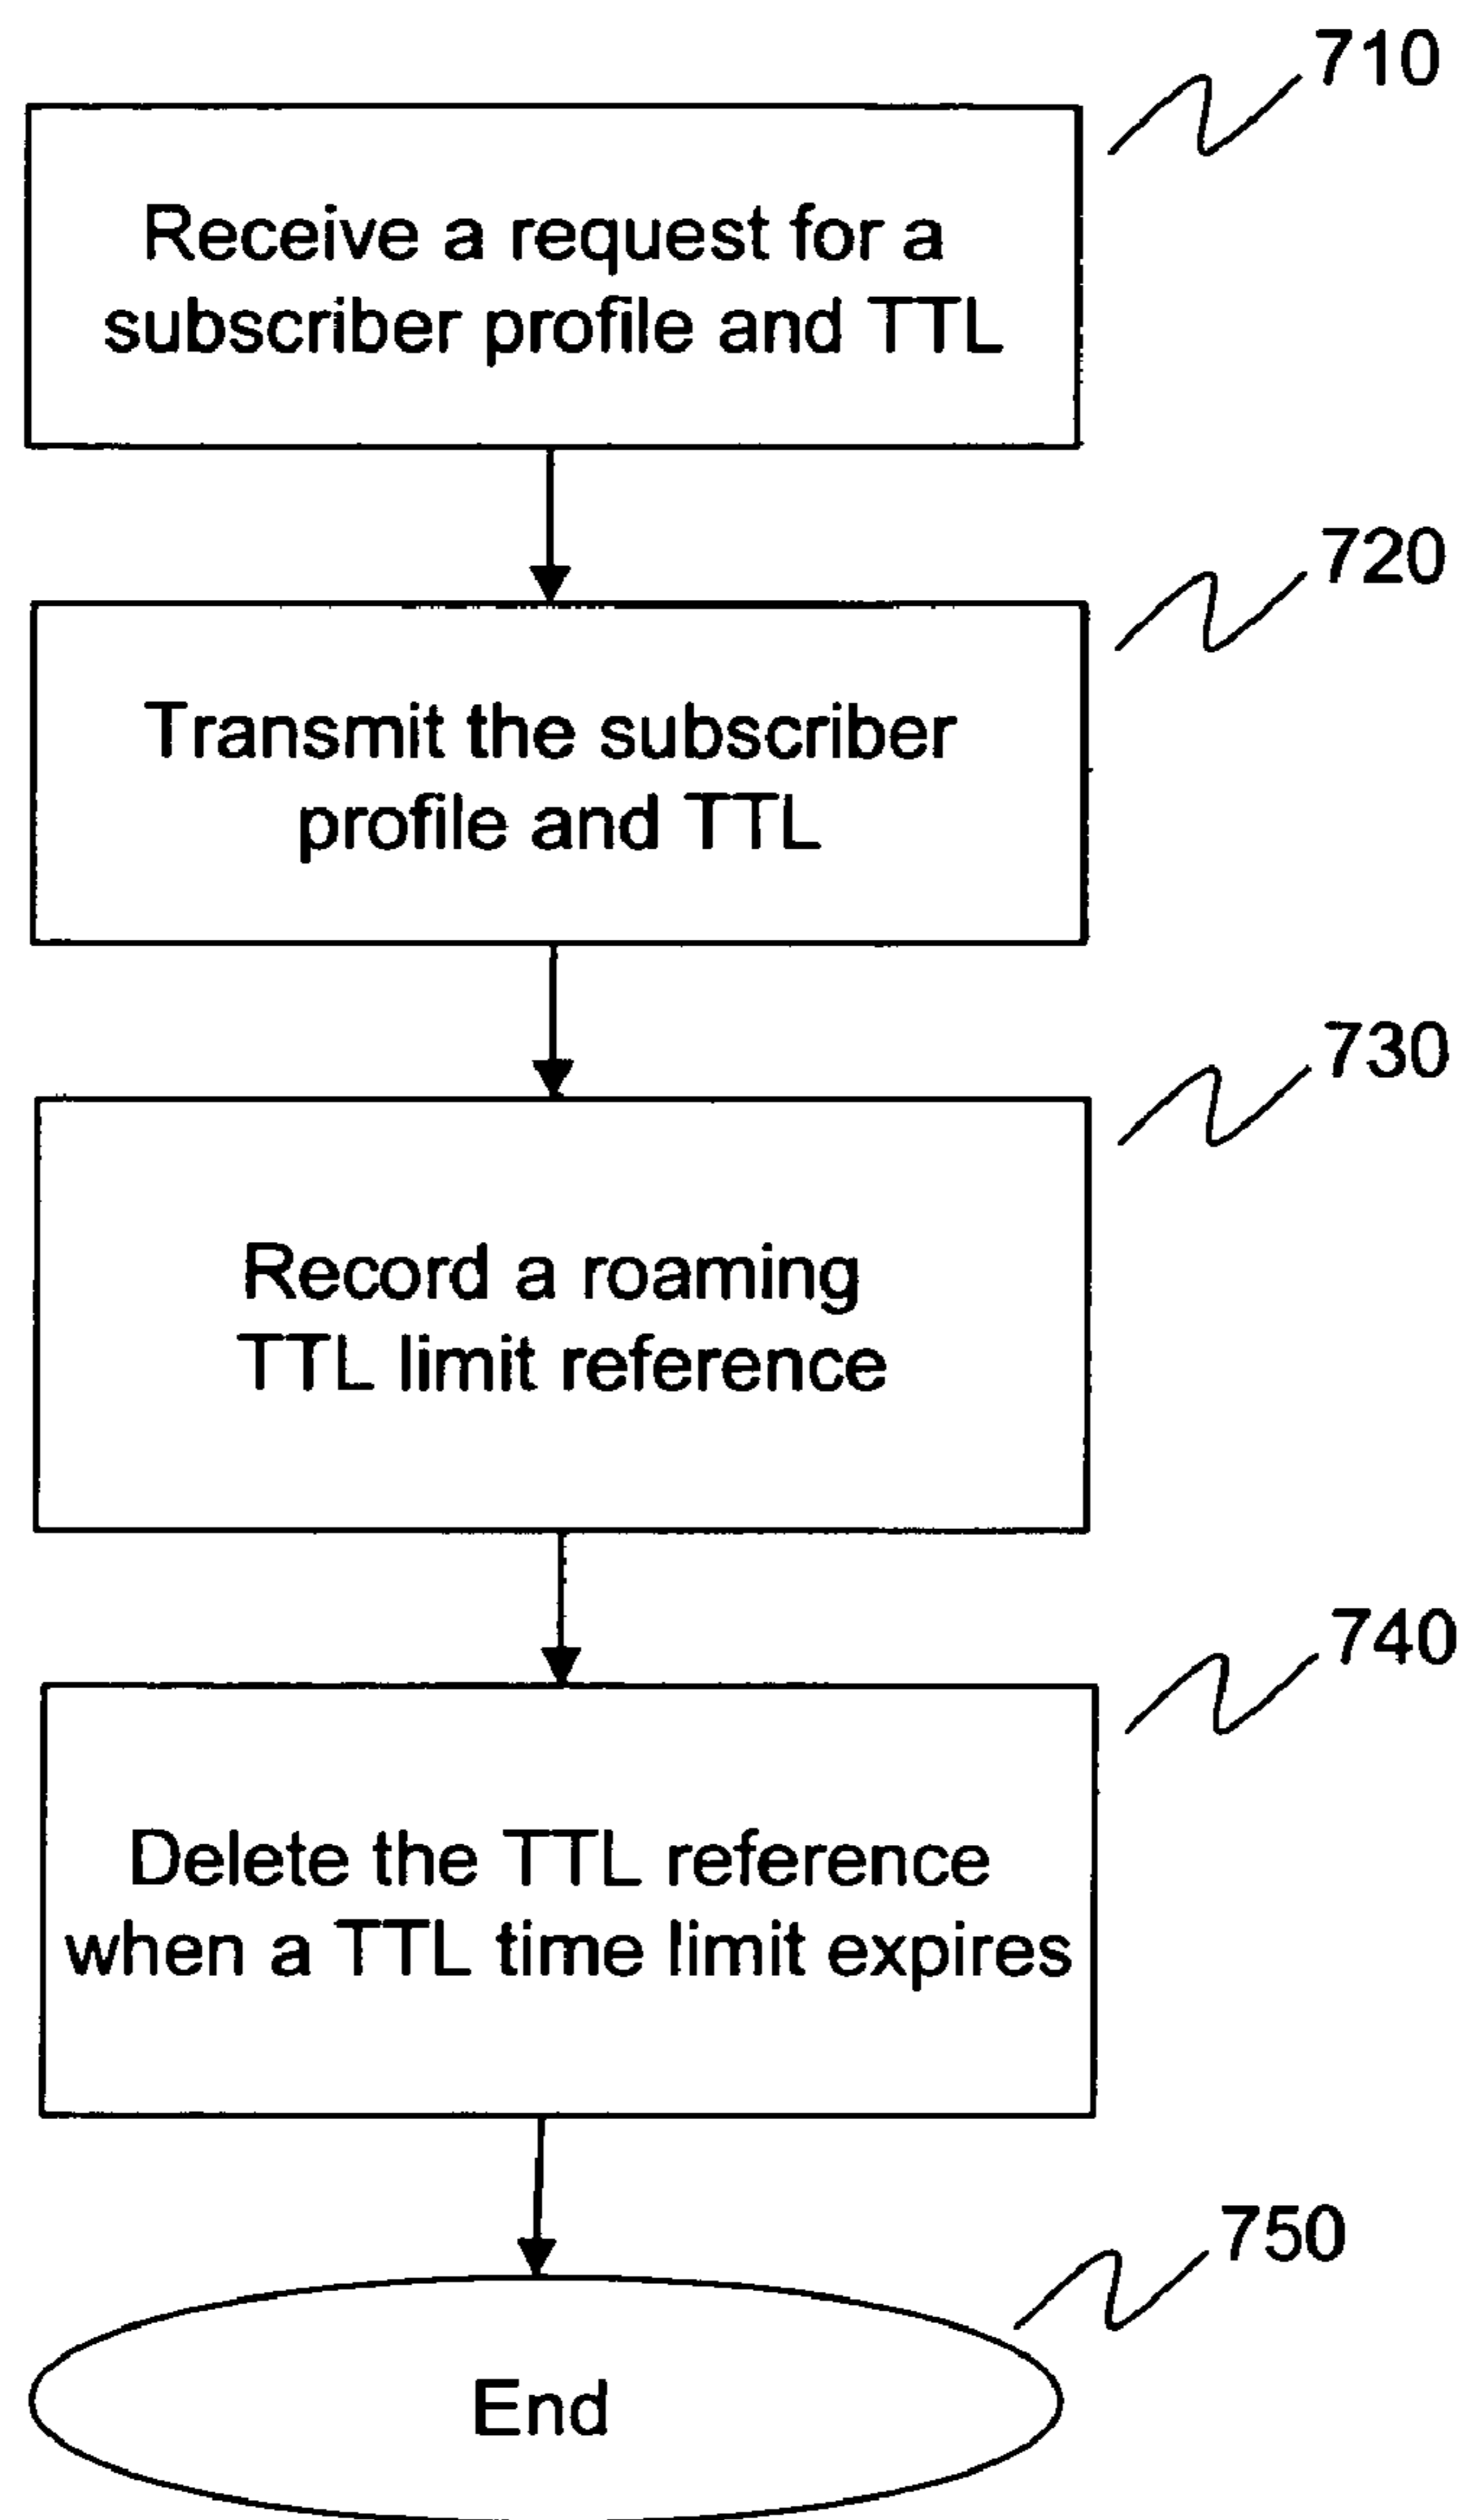 710
Receive a request for a
subscriber profile and TTL
720
Transmit the subscriber
profile and TTL
730
Record a roaming
TTL limit reference
740
Delete the TTL reference
when a TTL time limit expires
750
End